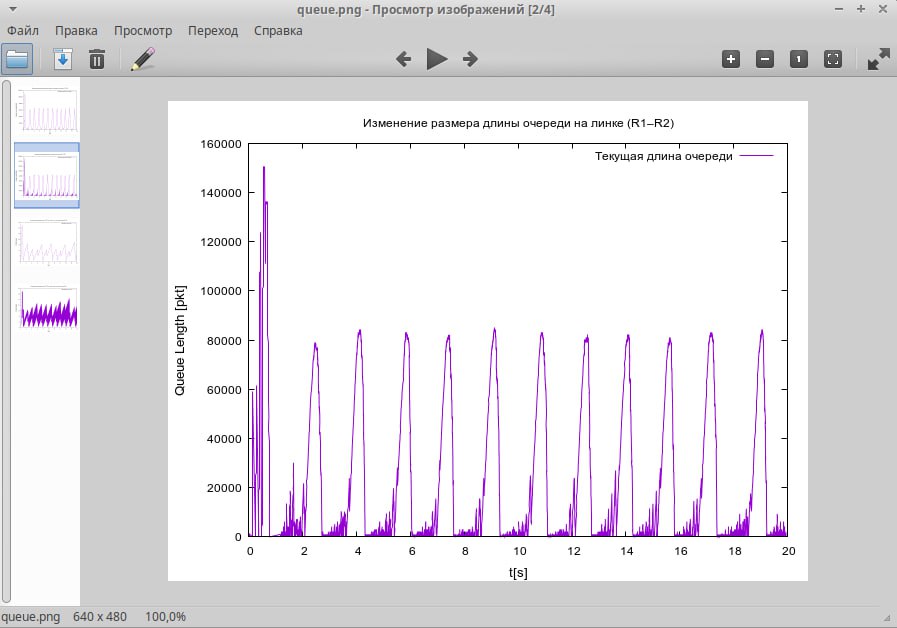 queue.png - Просмотр изображений [2/4]
Файл Правка Просмотр Переход Справка
1
Изменение размера длины очереди на линке (R1–R2)
Текущая длина очереди
160000
140000
120000
100000
80000
60000
40000
20000
0
Queue Length [pkt]
0 2 4 6 8 10 12 14 16 18 20
t[s]
queue.png 640 x 480 100,0%